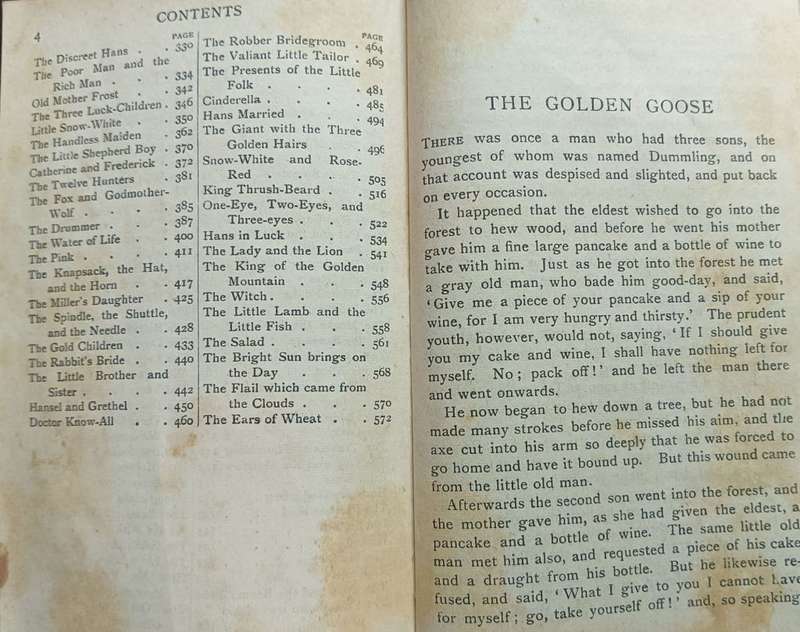 4
CONTENTS
PAGE
The Discreet Hans . . 330
The Poor Man and the
Rich Man . . . 334
Old Mother Frost . . 342
The Three Luck-Children . 346
Little Snow-White . . 350
The Handless Maiden . 362
The Little Shepherd Boy . 370
Catherine and Frederick . 372
The Twelve Hunters . . 381
The Fox and Godmother-
Wolf . . . . 385
The Drummer . . . 387
The Water of Life . . 400
The Pink . . . . 411
The Knapsack, the Hat,
and the Horn . . 417
The Miller's Daughter . 425
The Spindle, the Shuttle,
and the Needle . . 428
The Gold Children . . 433
The Rabbit's Bride . . 440
The Little Brother and
Sister . . . . 442
Hansel and Grethel . . 450
Doctor Know-All . . 460
PAGE
The Robber Bridegroom . 464
The Valiant Little Tailor . 469
The Presents of the Little
Folk . . . . 481
Cinderella . . . . 485
Hans Married . . . 494
The Giant with the Three
Golden Hairs . . 496
Snow-White and Rose-
Red . . . . 505
King Thrush-Beard . . 516
One-Eye, Two-Eyes, and
Three-eyes . . . 522
Hans in Luck . . . 534
The Lady and the Lion . 541
The King of the Golden
Mountain . . . 548
The Witch . . . . 556
The Little Lamb and the
Little Fish . . . 558
The Salad . . . . 561
The Bright Sun brings on
the Day . . . 568
The Flail which came from
the Clouds . . . 570
The Ears of Wheat . . 572
THE GOLDEN GOOSE
THERE was once a man who had three sons, the
youngest of whom was named Dummling, and on
that account was despised and slighted, and put back
on every occasion.
It happened that the eldest wished to go into the
forest to hew wood, and before he went his mother
gave him a fine large pancake and a bottle of wine to
take with him. Just as he got into the forest he met
a gray old man, who bade him good-day, and said,
'Give me a piece of your pancake and a sip of your
wine, for I am very hungry and thirsty.' The prudent
youth, however, would not, saying, 'If I should give
you my cake and wine, I shall have nothing left for
myself. No; pack off!' and he left the man there
and went onwards.
He now began to hew down a tree, but he had not
made many strokes before he missed his aim, and the
axe cut into his arm so deeply that he was forced to
go home and have it bound up. But this wound came
from the little old man.
Afterwards the second son went into the forest, and
the mother gave him, as she had given the eldest, a
pancake and a bottle of wine. The same little old
man met him also, and requested a piece of his cake
and a draught from his bottle. But he likewise re-
fused, and said, 'What I give to you I cannot have
for myself; go, take yourself off!' and, so speaking